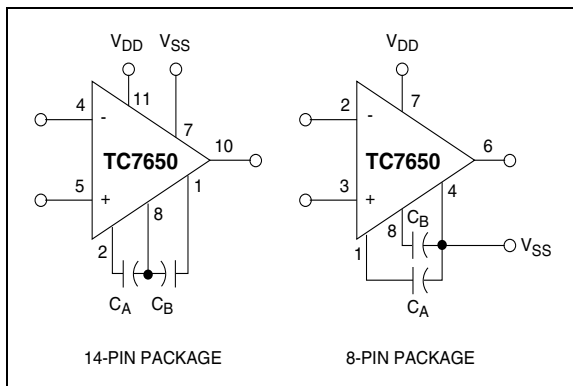 VDD VSS
11
4
-
7
TC7650
10
5
+
1
8
2
CA CB
14-PIN PACKAGE
VDD
7
2
-
6
TC7650
3
+
4
CB
8
1
VSS
CA
8-PIN PACKAGE